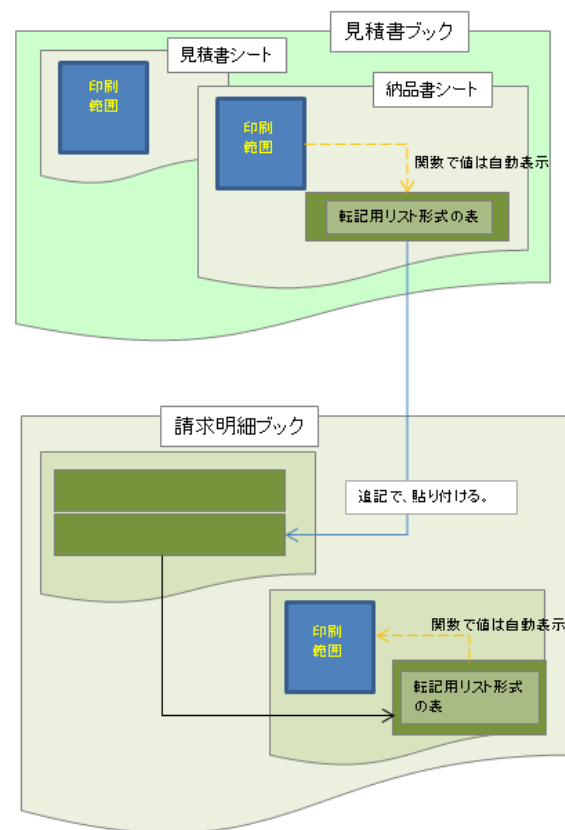 見積書ブック
見積書シート
印刷
範囲
納品書シート
印刷
範囲
関数で値は自動表示
転記用リスト形式の表
請求明細ブック
追記で、貼り付ける。
印刷
範囲
関数で値は自動表示
転記用リスト形式
の表